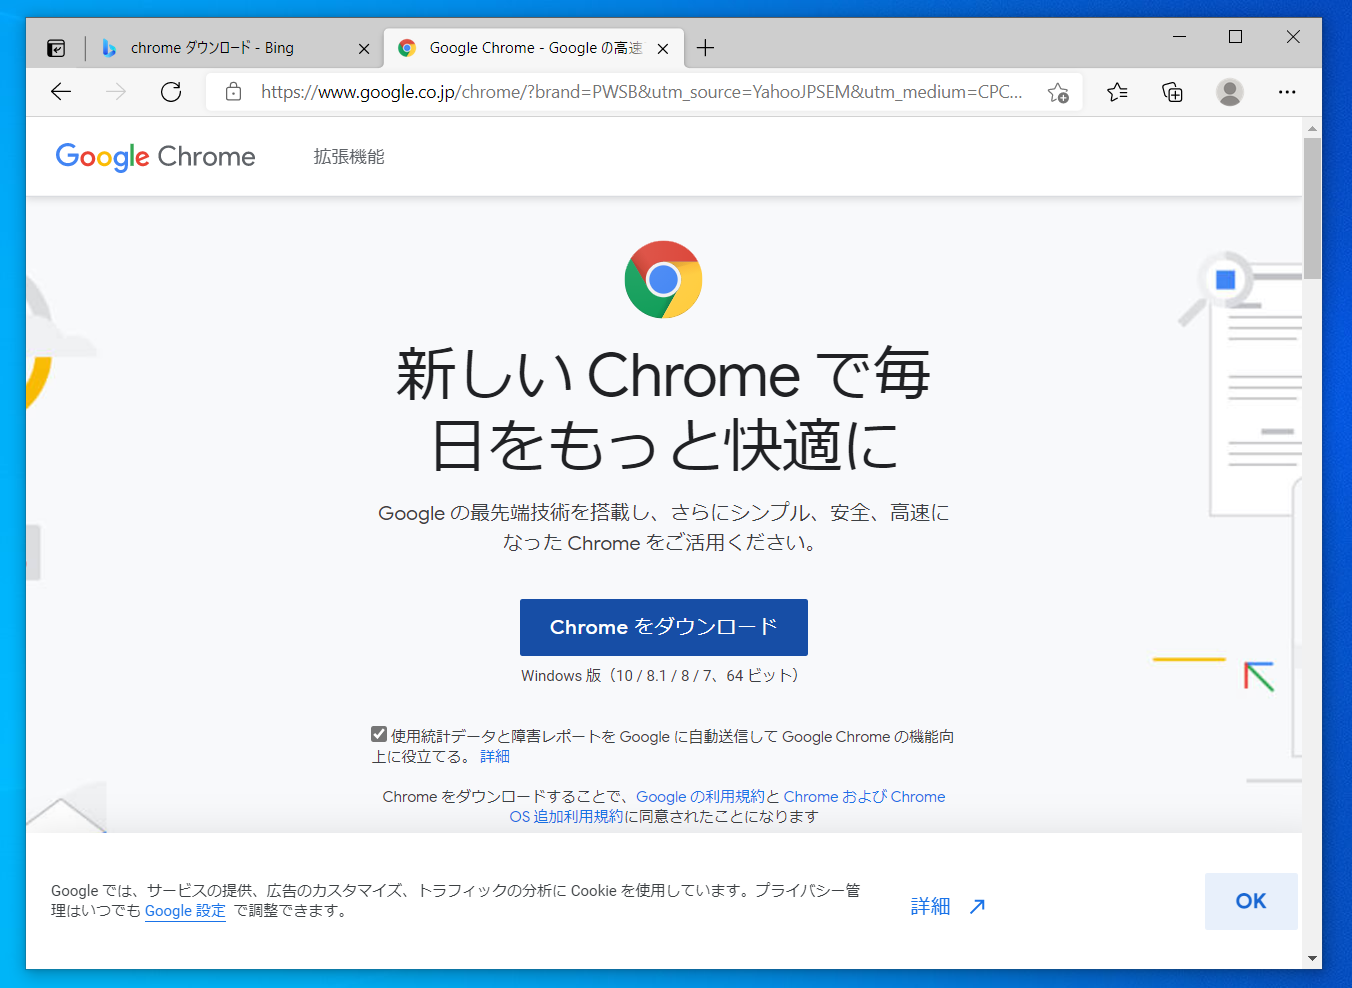 chrome ダウンロード - Bing
Google Chrome - Google の高速
https://www.google.co.jp/chrome/?brand=PWSB&utm_source=YahooJPSEM&utm_medium=CPC...
Google Chrome
拡張機能
新しい Chrome で毎
日をもっと快適に
Google の最先端技術を搭載し、さらにシンプル、安全、高速に
なった Chrome をご活用ください。
Chrome をダウンロード
Windows 版（10 / 8.1 / 8 / 7、64 ビット）
使用統計データと障害レポートを Google に自動送信して Google Chrome の機能向
上に役立てる。 詳細
Chrome をダウンロードすることで、Google の利用規約と Chrome および Chrome
OS 追加利用規約に同意されたことになります
Google では、サービスの提供、広告のカスタマイズ、トラフィックの分析に Cookie を使用しています。プライバシー管
理はいつでも Google 設定 で調整できます。
詳細
OK